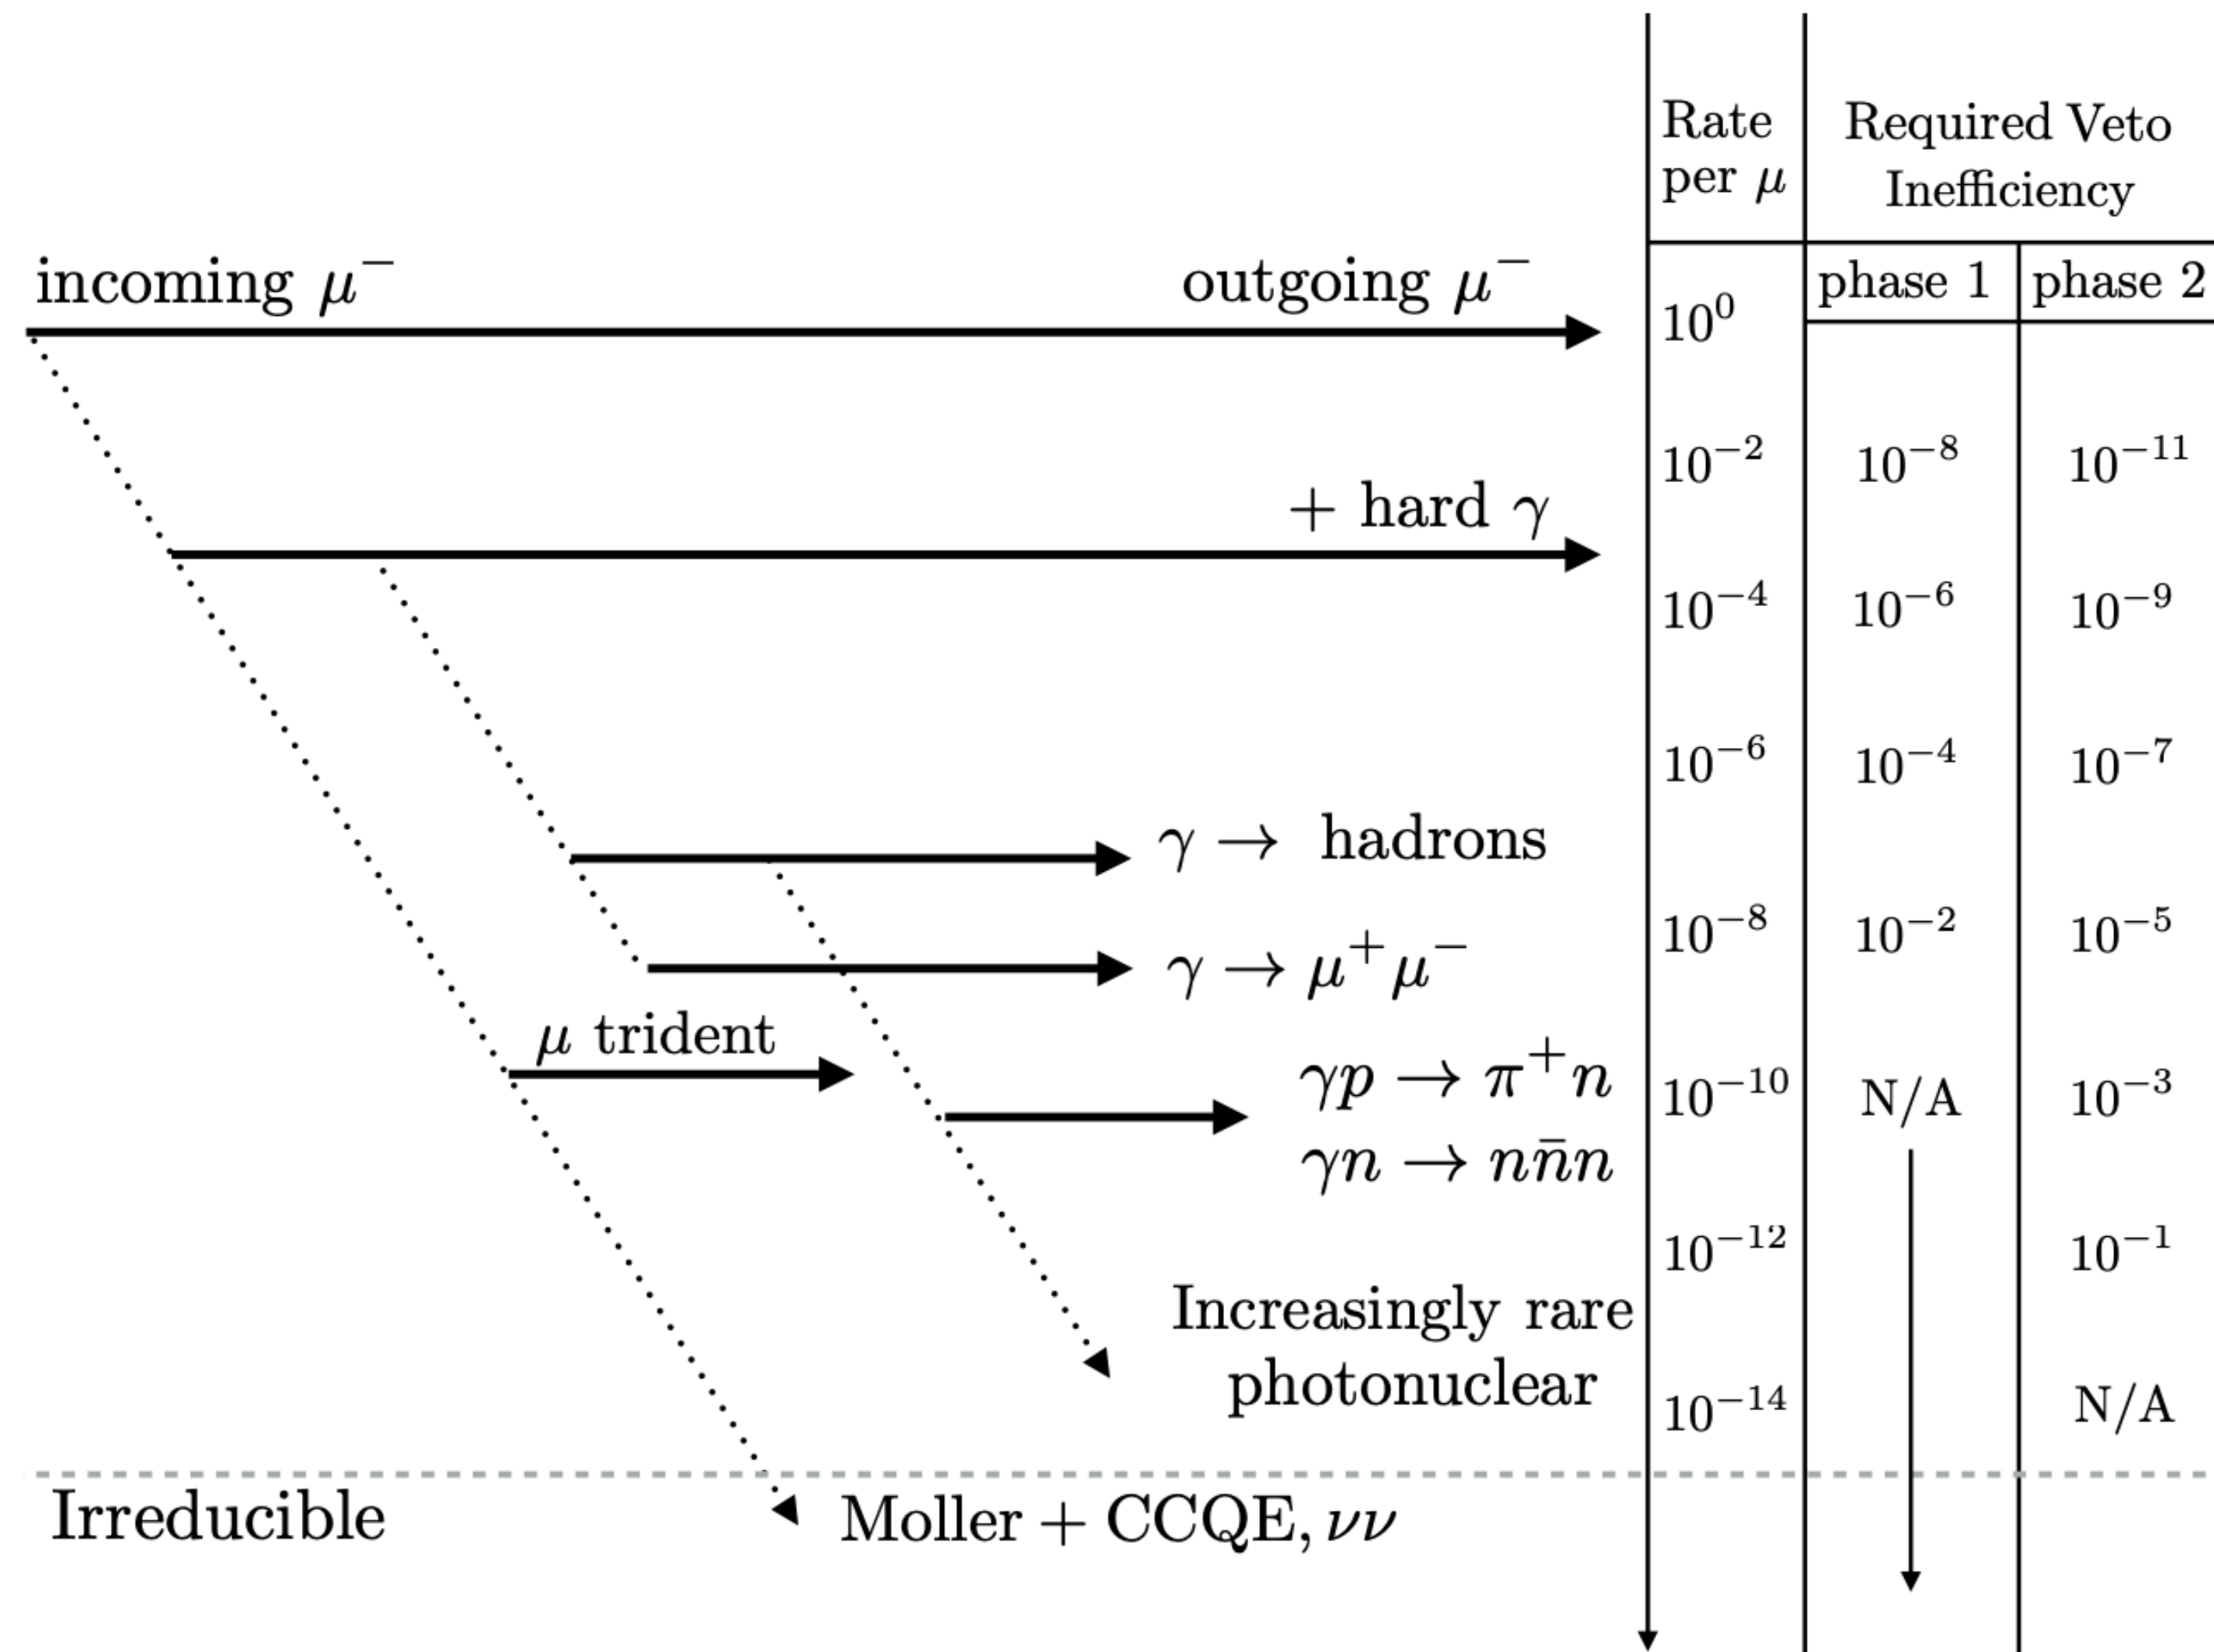 Rate
per μ
Required Veto
Inefficiency
incoming μ⁻
outgoing μ⁻
phase 1
phase 2
10⁰
10⁻² 10⁻⁸ 10⁻¹¹
+ hard γ
10⁻⁴ 10⁻⁶ 10⁻⁹
10⁻⁶ 10⁻⁴ 10⁻⁷
γ → hadrons
10⁻⁸ 10⁻² 10⁻⁵
γ → μ⁺μ⁻
μ trident
γp → π⁺n
10⁻¹⁰ N/A 10⁻³
γn → nn̄n
10⁻¹² 10⁻¹
Increasingly rare
photonuclear
10⁻¹⁴ N/A
Irreducible
Moller + CCQE, νν